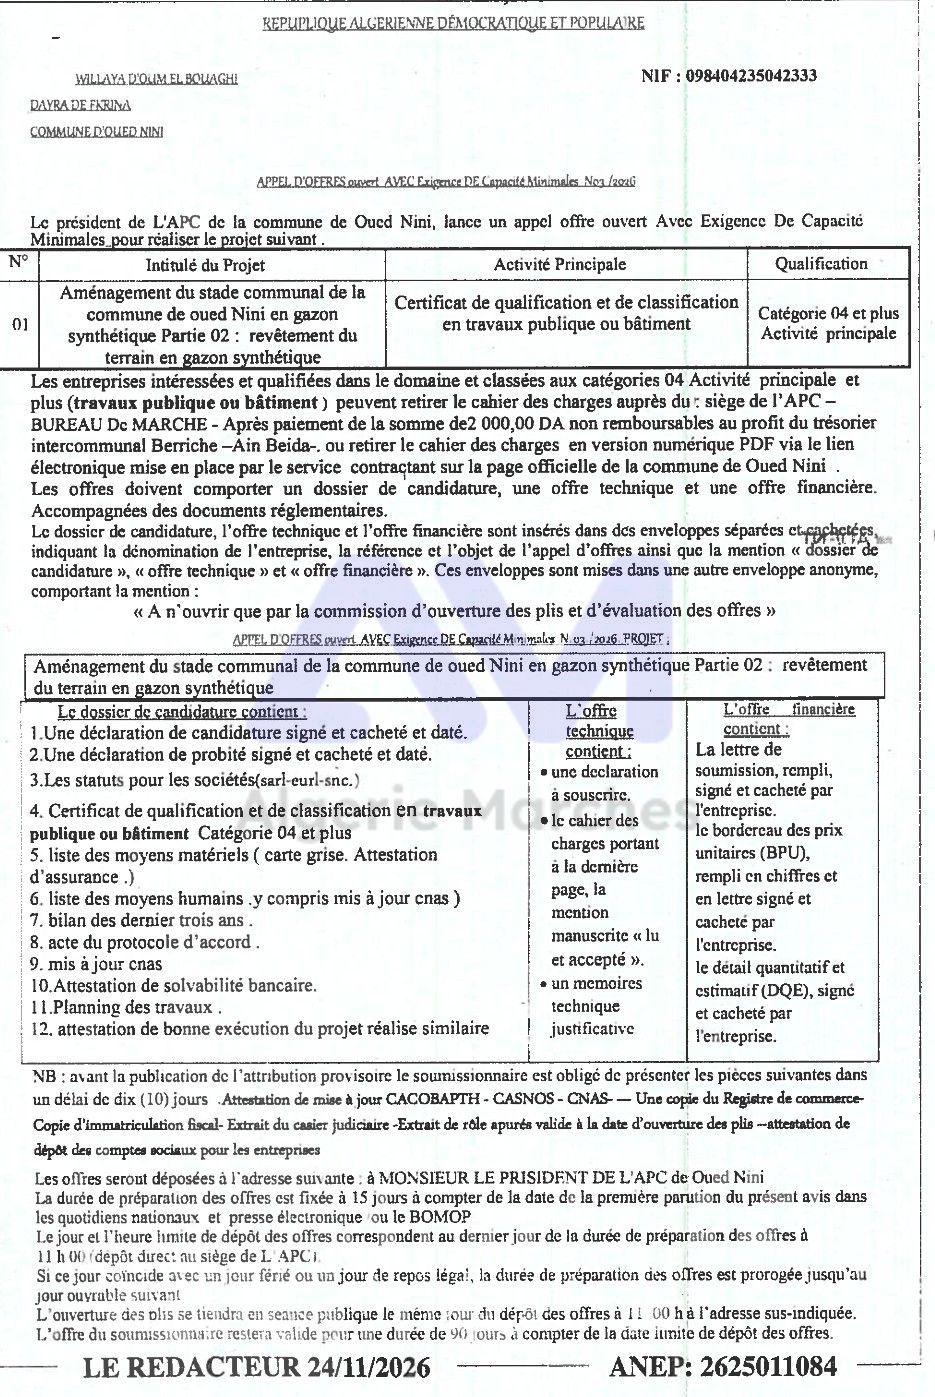 REPUPLIQUE ALGERIENNE DÉMOCRATIQUE ET POPULAIRE
WILLAYA D'OUM EL BOUAGHI
NIF : 098404235042333
DAYRA DE FKRINA
COMMUNE D'OUED NINI
APPEL D'OFFRES ouvert AVEC Exigence DE Capacité Minimales N03 /2026
Le président de L'APC de la commune de Oued Nini, lance un appel offre ouvert Avec Exigence De Capacité
Minimales pour réaliser le projet suivant .
N° Intitulé du Projet Activité Principale Qualification
01
Aménagement du stade communal de la
commune de oued Nini en gazon
synthétique Partie 02 : revêtement du
terrain en gazon synthétique
Certificat de qualification et de classification
en travaux publique ou bâtiment
Catégorie 04 et plus
Activité principale
Les entreprises intéressées et qualifiées dans le domaine et classées aux catégories 04 Activité principale et
plus (travaux publique ou bâtiment ) peuvent retirer le cahier des charges auprès du : siège de l'APC –
BUREAU De MARCHE - Après paiement de la somme de2 000,00 DA non remboursables au profit du trésorier
intercommunal Berriche –Ain Beida-. ou retirer le cahier des charges en version numérique PDF via le lien
électronique mise en place par le service contractant sur la page officielle de la commune de Oued Nini .
Les offres doivent comporter un dossier de candidature, une offre technique et une offre financière.
Accompagnées des documents réglementaires.
Le dossier de candidature, l'offre technique et l'offre financière sont insérés dans des enveloppes séparées et cachetées,
indiquant la dénomination de l'entreprise, la référence et l'objet de l'appel d'offres ainsi que la mention « dossier de
candidature », « offre technique » et « offre financière ». Ces enveloppes sont mises dans une autre enveloppe anonyme,
comportant la mention :
« A n'ouvrir que par la commission d'ouverture des plis et d'évaluation des offres »
APPEL D'OFFRES ouvert AVEC Exigence DE Capacité Minimales N 03 /2026 PROJET :
Aménagement du stade communal de la commune de oued Nini en gazon synthétique Partie 02 : revêtement
du terrain en gazon synthétique
Le dossier de candidature contient :
1.Une déclaration de candidature signé et cacheté et daté.
2.Une déclaration de probité signé et cacheté et daté.
3.Les statuts pour les sociétés(sarl-eurl-snc.)
4. Certificat de qualification et de classification en travaux
publique ou bâtiment Catégorie 04 et plus
5. liste des moyens matériels ( carte grise. Attestation
d'assurance .)
6. liste des moyens humains .y compris mis à jour cnas )
7. bilan des dernier trois ans .
8. acte du protocole d'accord .
9. mis à jour cnas
10.Attestation de solvabilité bancaire.
11.Planning des travaux .
12. attestation de bonne exécution du projet réalise similaire
L'offre
technique
contient :
• une declaration
à souscrire.
• le cahier des
charges portant
à la dernière
page, la
mention
manuscrite « lu
et accepté ».
• un memoires
technique
justificative
L'offre financière
contient :
La lettre de
soumission, rempli,
signé et cacheté par
l'entreprise.
le bordereau des prix
unitaires (BPU),
rempli en chiffres et
en lettre signé et
cacheté par
l'entreprise.
le détail quantitatif et
estimatif (DQE), signé
et cacheté par
l'entreprise.
Algerie Marches
NB : avant la publication de l'attribution provisoire le soumissionnaire est obligé de présenter les pièces suivantes dans
un délai de dix (10) jours .Attestation de mise à jour CACOBAPTH - CASNOS - CNAS- — Une copie du Registre de commerce-
Copie d'immatriculation fiscal- Extrait du casier judiciaire -Extrait de rôle apurés valide à la date d'ouverture des plis –attestation de
dépôt des comptes sociaux pour les entreprises
Les offres seront déposées à l'adresse suivante : à MONSIEUR LE PRISIDENT DE L'APC de Oued Nini
La durée de préparation des offres est fixée à 15 jours à compter de la date de la première parution du présent avis dans
les quotidiens nationaux et presse électronique ou le BOMOP
Le jour et l'heure limite de dépôt des offres correspondent au dernier jour de la durée de préparation des offres à
11 h 00 (dépôt direct au siège de L'APC).
Si ce jour coïncide avec un jour férié ou un jour de repos légal, la durée de préparation des offres est prorogée jusqu'au
jour ouvrable suivant
L'ouverture des plis se tiendra en seance publique le même jour du dépôt des offres à 11 00 h à l'adresse sus-indiquée.
L'offre du soumissionnaire restera valide pour une durée de 90 jours à compter de la date limite de dépôt des offres.
LE REDACTEUR 24/11/2026 ANEP: 2625011084